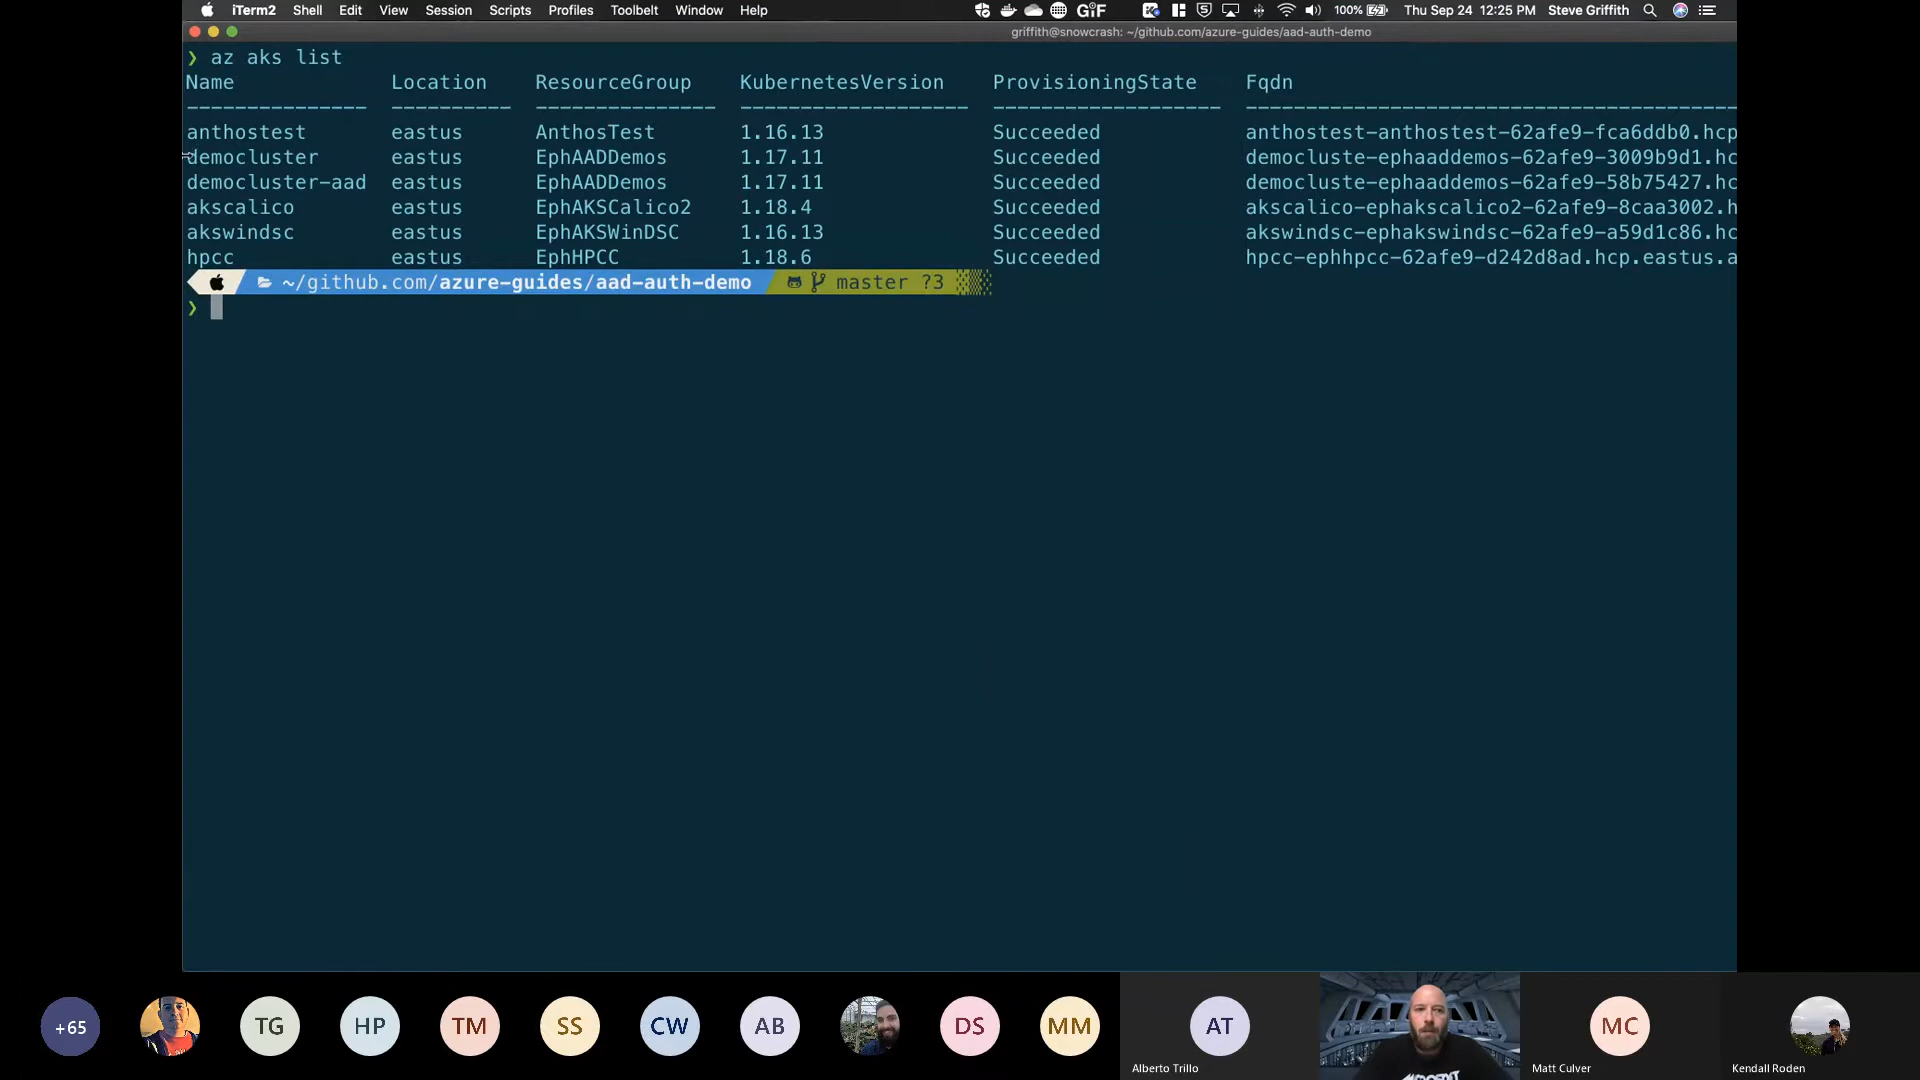 iTerm2 Shell Edit View Session Scripts Profiles Toolbelt Window Help GIF 5 100% Thu Sep 24 12:25 PM Steve Griffith
griffith@snowcrash: ~/github.com/azure-guides/aad-auth-demo
❯ az aks list
Name Location ResourceGroup KubernetesVersion ProvisioningState Fqdn
--------------- ---------- --------------- ------------------- ------------------- -----------------------------------------
anthostest eastus AnthosTest 1.16.13 Succeeded anthostest-anthostest-62afe9-fca6ddb0.hcp
democluster eastus EphAADDemos 1.17.11 Succeeded democluste-ephaaddemos-62afe9-3009b9d1.hc
democluster-aad eastus EphAADDemos 1.17.11 Succeeded democluste-ephaaddemos-62afe9-58b75427.hc
akscalico eastus EphAKSCalico2 1.18.4 Succeeded akscalico-ephakscalico2-62afe9-8caa3002.h
akswindsc eastus EphAKSWinDSC 1.16.13 Succeeded akswindsc-ephakswindsc-62afe9-a59d1c86.hc
hpcc eastus EphHPCC 1.18.6 Succeeded hpcc-ephhpcc-62afe9-d242d8ad.hcp.eastus.a
~/github.com/azure-guides/aad-auth-demo master ?3
❯
+65 TG HP TM SS CW AB DS MM AT MC
Alberto Trillo Matt Culver Kendall Roden